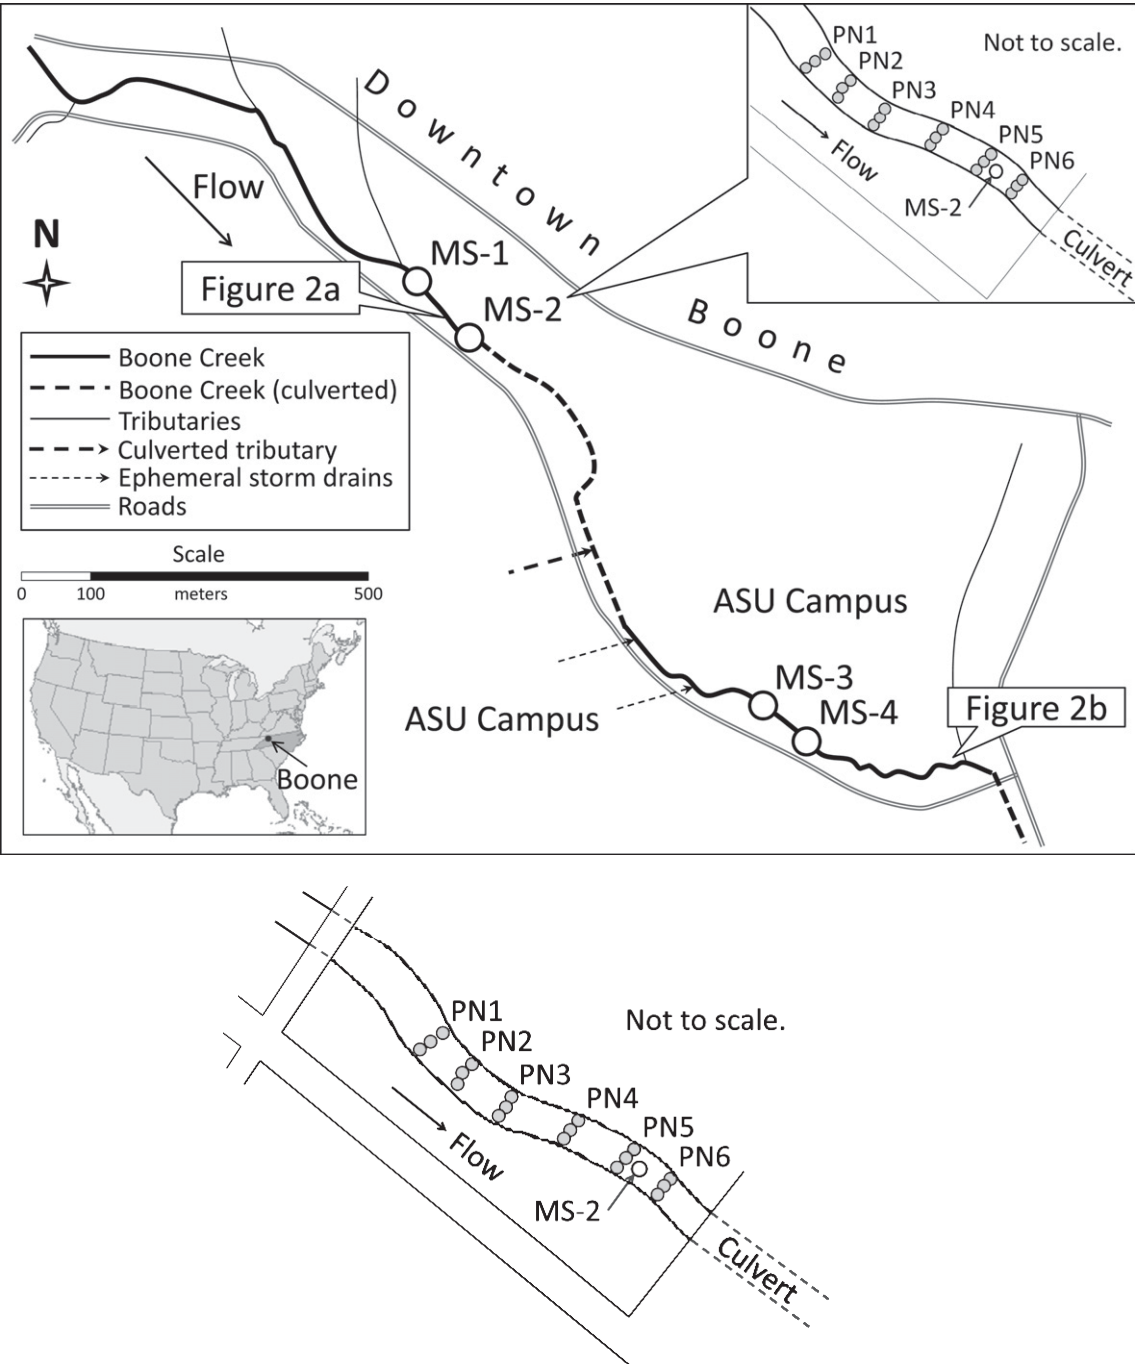 PN1
Not to scale.
PN2
PN3
PN4
PN5
PN6
Flow
MS-2
Culvert
Downtown
Boone
Flow
N
MS-1
Figure 2a
MS-2
Boone Creek
Boone Creek (culverted)
Tributaries
Culverted tributary
Ephemeral storm drains
Roads
Scale
0 100 meters 500
ASU Campus
MS-3
ASU Campus
MS-4
Figure 2b
Boone
PN1
Not to scale.
PN2
PN3
PN4
PN5
PN6
Flow
MS-2
Culvert